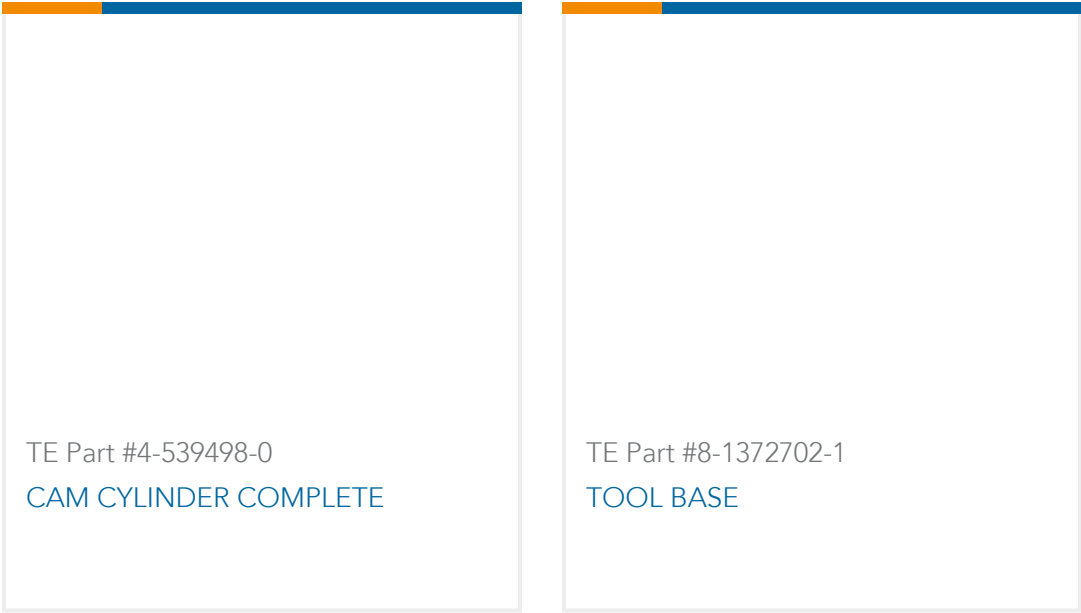 TE Part #4-539498-0
CAM CYLINDER COMPLETE
TE Part #8-1372702-1
TOOL BASE